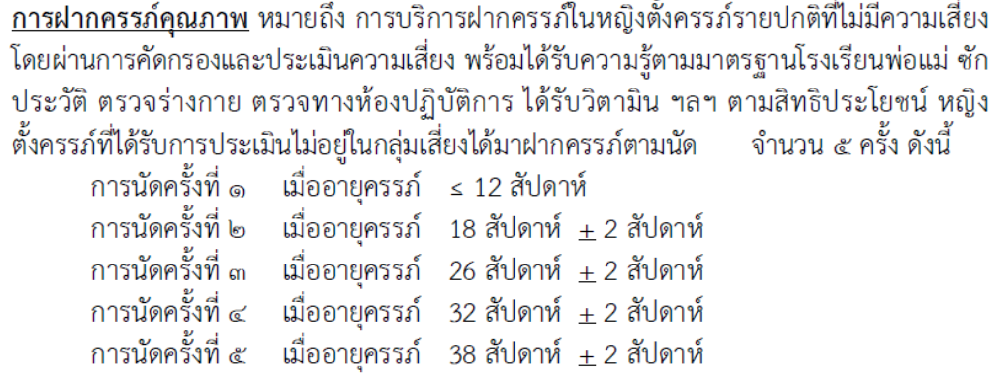 การฝากครรภ์คุณภาพ หมายถึง การบริการฝากครรภ์ในหญิงตั้งครรภ์รายปกติที่ไม่มีความเสี่ยง
โดยผ่านการคัดกรองและประเมินความเสี่ยง พร้อมได้รับความรู้ตามมาตรฐานโรงเรียนพ่อแม่ ซัก
ประวัติ ตรวจร่างกาย ตรวจทางห้องปฏิบัติการ ได้รับวิตามิน ฯลฯ ตามสิทธิประโยชน์ หญิง
ตั้งครรภ์ที่ได้รับการประเมินไม่อยู่ในกลุ่มเสี่ยงได้มาฝากครรภ์ตามนัด จำนวน ๕ ครั้ง ดังนี้
การนัดครั้งที่ ๑ เมื่ออายุครรภ์ ≤ 12 สัปดาห์
การนัดครั้งที่ ๒ เมื่ออายุครรภ์ 18 สัปดาห์ ± 2 สัปดาห์
การนัดครั้งที่ ๓ เมื่ออายุครรภ์ 26 สัปดาห์ ± 2 สัปดาห์
การนัดครั้งที่ ๔ เมื่ออายุครรภ์ 32 สัปดาห์ ± 2 สัปดาห์
การนัดครั้งที่ ๕ เมื่ออายุครรภ์ 38 สัปดาห์ ± 2 สัปดาห์